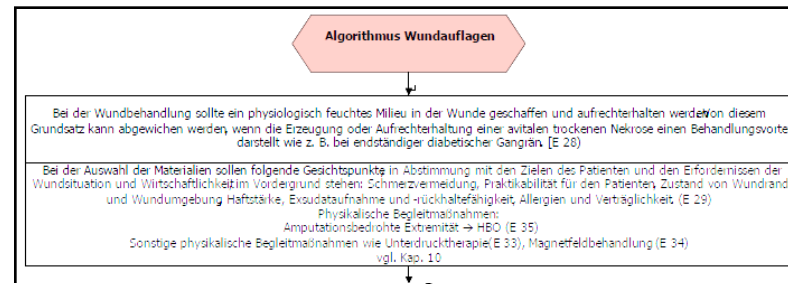 Algorithmus Wundauflagen
Bei der Wundbehandlung sollte ein physiologisch feuchtes Milieu in der Wunde geschaffen und aufrechterhalten werden. Von diesem
Grundsatz kann abgewichen werden, wenn die Erzeugung oder Aufrechterhaltung einer avitalen trockenen Nekrose einen Behandlungsvorte
darstellt wie z. B. bei endständiger diabetischer Gangrän. [E 28)
Bei der Auswahl der Materialien sollen folgende Gesichtspunkte in Abstimmung mit den Zielen des Patienten und den Erfordernissen der
Wundsituation und Wirtschaftlichkeit im Vordergrund stehen: Schmerzvermeidung, Praktikabilität für den Patienten, Zustand von Wundrand
und Wundumgebung, Haftstärke, Exsudataufnahme und -rückhaltefähigkeit, Allergien und Verträglichkeit. (E 29)
Physikalische Begleitmaßnahmen:
Amputationsbedrohte Extremität → HBO (E 35)
Sonstige physikalische Begleitmaßnahmen wie Unterdrucktherapie(E 33), Magnetfeldbehandlung (E 34)
vgl. Kap. 10